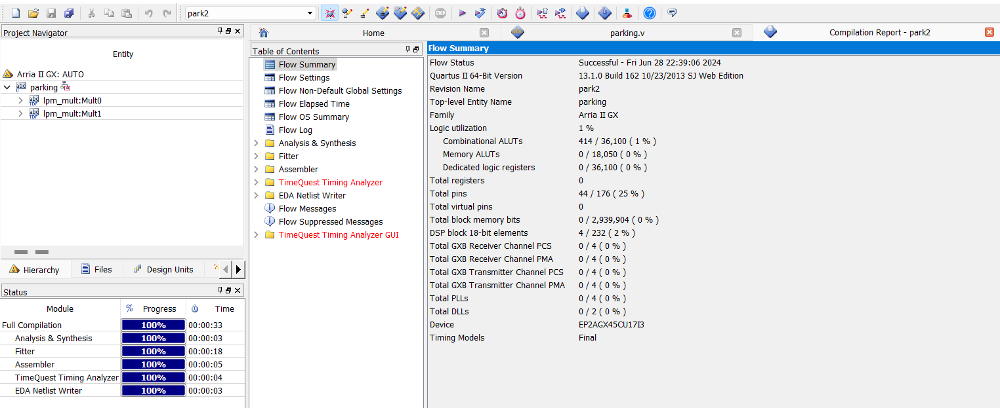 park2
STOP
Project Navigator
Entity
Arria II GX: AUTO
parking
lpm_mult:Mult0
lpm_mult:Mult1
Hierarchy
Files
Design Units
Status
Module % Progress Time
Full Compilation 100% 00:00:33
Analysis & Synthesis 100% 00:00:03
Fitter 100% 00:00:18
Assembler 100% 00:00:05
TimeQuest Timing Analyzer 100% 00:00:04
EDA Netlist Writer 100% 00:00:03
Home
parking.v
Compilation Report - park2
Table of Contents
Flow Summary
Flow Settings
Flow Non-Default Global Settings
Flow Elapsed Time
Flow OS Summary
Flow Log
Analysis & Synthesis
Fitter
Assembler
TimeQuest Timing Analyzer
EDA Netlist Writer
Flow Messages
Flow Suppressed Messages
TimeQuest Timing Analyzer GUI
Flow Summary
Flow Status Successful - Fri Jun 28 22:39:06 2024
Quartus II 64-Bit Version 13.1.0 Build 162 10/23/2013 SJ Web Edition
Revision Name park2
Top-level Entity Name parking
Family Arria II GX
Logic utilization 1 %
Combinational ALUTs 414 / 36,100 ( 1 % )
Memory ALUTs 0 / 18,050 ( 0 % )
Dedicated logic registers 0 / 36,100 ( 0 % )
Total registers 0
Total pins 44 / 176 ( 25 % )
Total virtual pins 0
Total block memory bits 0 / 2,939,904 ( 0 % )
DSP block 18-bit elements 4 / 232 ( 2 % )
Total GXB Receiver Channel PCS 0 / 4 ( 0 % )
Total GXB Receiver Channel PMA 0 / 4 ( 0 % )
Total GXB Transmitter Channel PCS 0 / 4 ( 0 % )
Total GXB Transmitter Channel PMA 0 / 4 ( 0 % )
Total PLLs 0 / 4 ( 0 % )
Total DLLs 0 / 2 ( 0 % )
Device EP2AGX45CU17I3
Timing Models Final